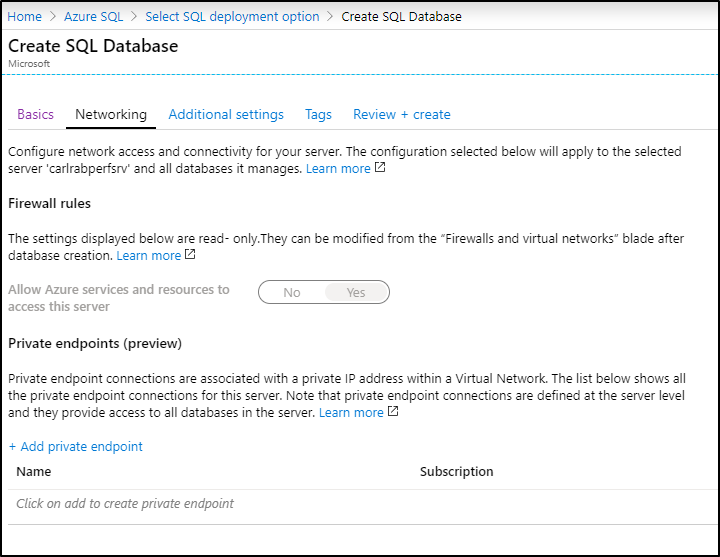 Home > Azure SQL > Select SQL deployment option > Create SQL Database
Create SQL Database
Microsoft
Basics Networking Additional settings Tags Review + create
Configure network access and connectivity for your server. The configuration selected below will apply to the selected
server 'carlrabperfsrv' and all databases it manages. Learn more
Firewall rules
The settings displayed below are read- only.They can be modified from the “Firewalls and virtual networks” blade after
database creation. Learn more
Allow Azure services and resources to
access this server
No Yes
Private endpoints (preview)
Private endpoint connections are associated with a private IP address within a Virtual Network. The list below shows all
the private endpoint connections for this server. Note that private endpoint connections are defined at the server level
and they provide access to all databases in the server. Learn more
+ Add private endpoint
Name Subscription
Click on add to create private endpoint